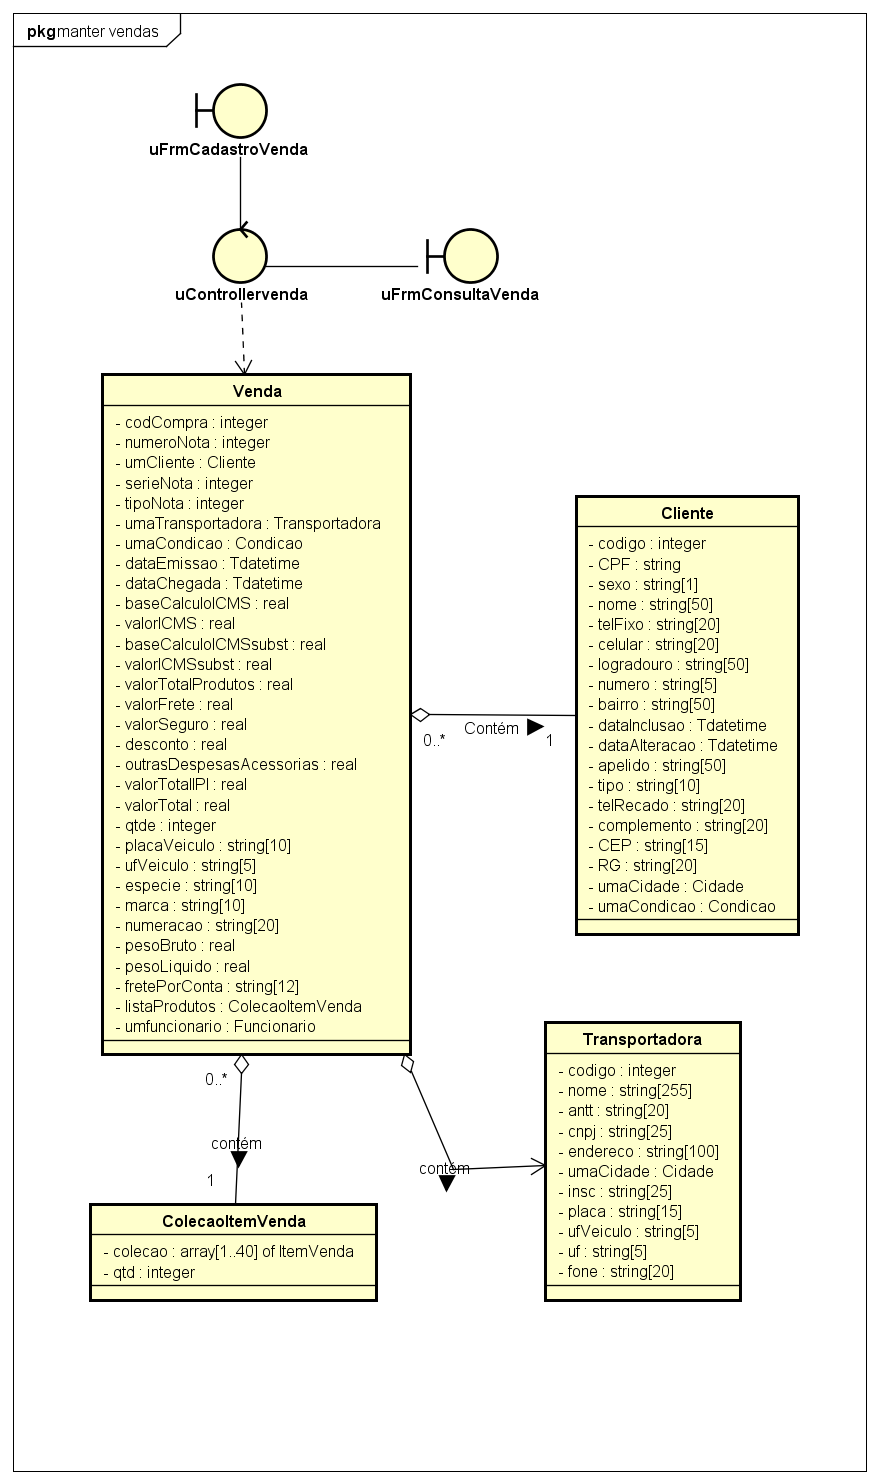 pkg manter vendas
uFrmCadastroVenda
uControllervenda
uFrmConsultaVenda
Venda
- codCompra : integer
- numeroNota : integer
- umCliente : Cliente
- serieNota : integer
- tipoNota : integer
- umaTransportadora : Transportadora
- umaCondicao : Condicao
- dataEmissao : Tdatetime
- dataChegada : Tdatetime
- baseCalculoICMS : real
- valorICMS : real
- baseCalculoICMSsubst : real
- valorICMSsubst : real
- valorTotalProdutos : real
- valorFrete : real
- valorSeguro : real
- desconto : real
- outrasDespesasAcessorias : real
- valorTotalIPI : real
- valorTotal : real
- qtde : integer
- placaVeiculo : string[10]
- ufVeiculo : string[5]
- especie : string[10]
- marca : string[10]
- numeracao : string[20]
- pesoBruto : real
- pesoLiquido : real
- fretePorConta : string[12]
- listaProdutos : ColecaoItemVenda
- umfuncionario : Funcionario
Cliente
- codigo : integer
- CPF : string
- sexo : string[1]
- nome : string[50]
- telFixo : string[20]
- celular : string[20]
- logradouro : string[50]
- numero : string[5]
- bairro : string[50]
- dataInclusao : Tdatetime
- dataAlteracao : Tdatetime
- apelido : string[50]
- tipo : string[10]
- telRecado : string[20]
- complemento : string[20]
- CEP : string[15]
- RG : string[20]
- umaCidade : Cidade
- umaCondicao : Condicao
0..* Contém 1
Transportadora
- codigo : integer
- nome : string[255]
- antt : string[20]
- cnpj : string[25]
- endereco : string[100]
- umaCidade : Cidade
- insc : string[25]
- placa : string[15]
- ufVeiculo : string[5]
- uf : string[5]
- fone : string[20]
contém
0..*
contém
1
ColecaoItemVenda
- colecao : array[1..40] of ItemVenda
- qtd : integer